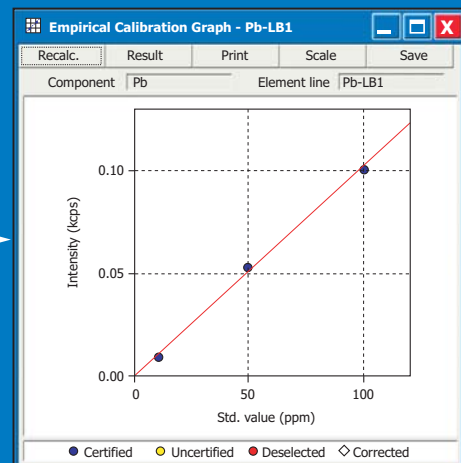 Empirical Calibration Graph - Pb-LB1
X
Recalc. Result Print Scale Save
Component Pb Element line Pb-LB1
Intensity (kcps)
0.10
0.05
0.00
0 50 100
Std. value (ppm)
Certified Uncertified Deselected Corrected